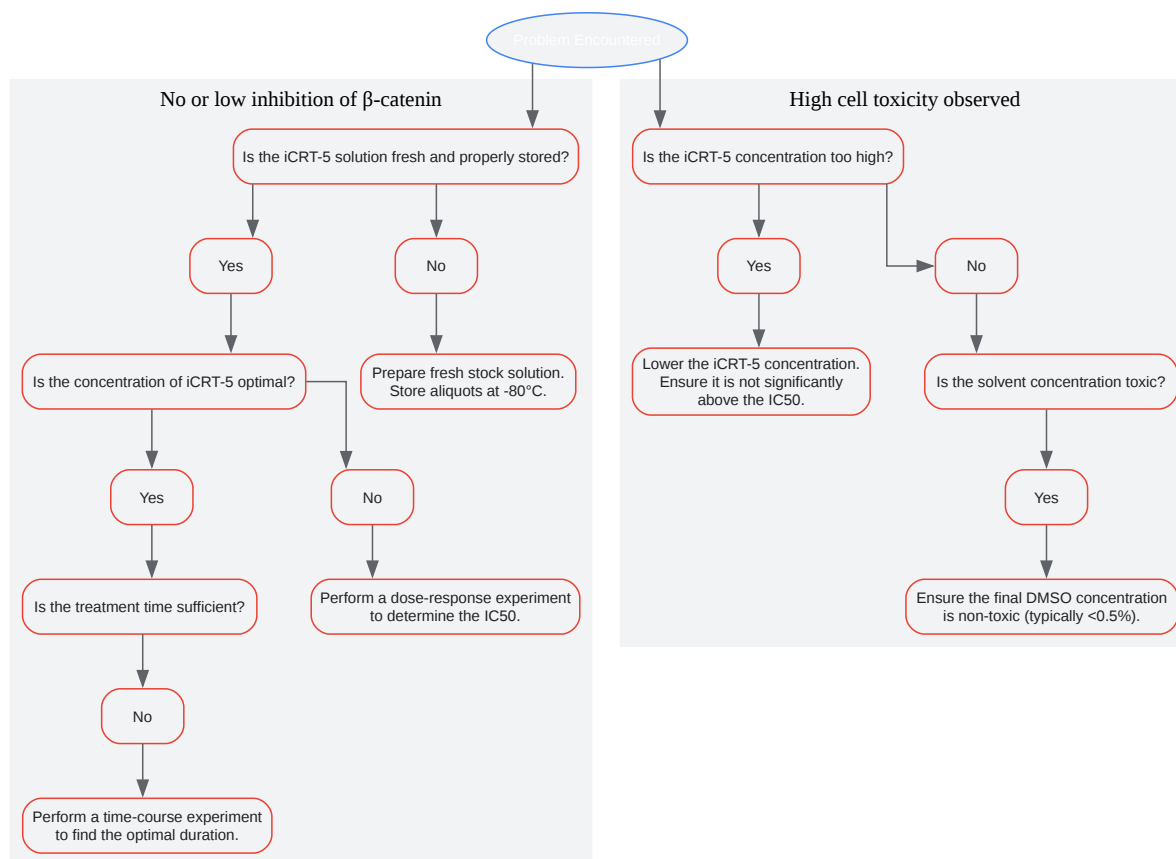 Problem Encountered
No or low inhibition of β-catenin
Is the iCRT-5 solution fresh and properly stored?
Yes
No
Is the concentration of iCRT-5 optimal?
Prepare fresh stock solution.
Store aliquots at -80°C.
Yes
No
Is the treatment time sufficient?
Perform a dose-response experiment
to determine the IC50.
No
Perform a time-course experiment
to find the optimal duration.
High cell toxicity observed
Is the iCRT-5 concentration too high?
Yes
No
Lower the iCRT-5 concentration.
Ensure it is not significantly
above the IC50.
Is the solvent concentration toxic?
Yes
Ensure the final DMSO concentration
is non-toxic (typically <0.5%).